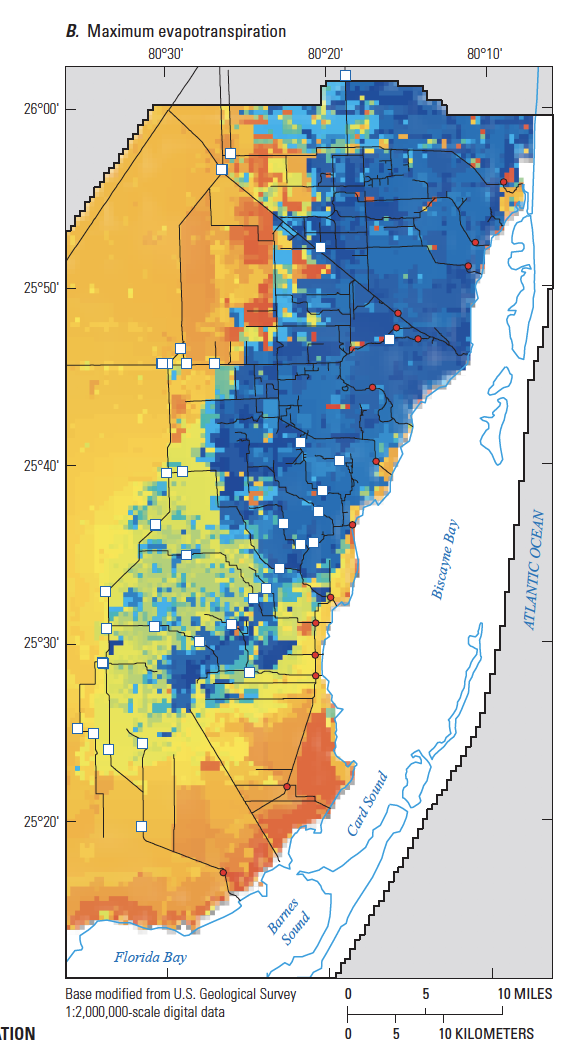 B. Maximum evapotranspiration
80°30'
80°20'
80°10'
26°00'
25°50'
25°40'
25°30'
25°20'
Biscayne Bay
ATLANTIC OCEAN
Card Sound
Barnes
Sound
Florida Bay
Base modified from U.S. Geological Survey
1:2,000,000-scale digital data
0 5 10 MILES
0 5 10 KILOMETERS
ATION